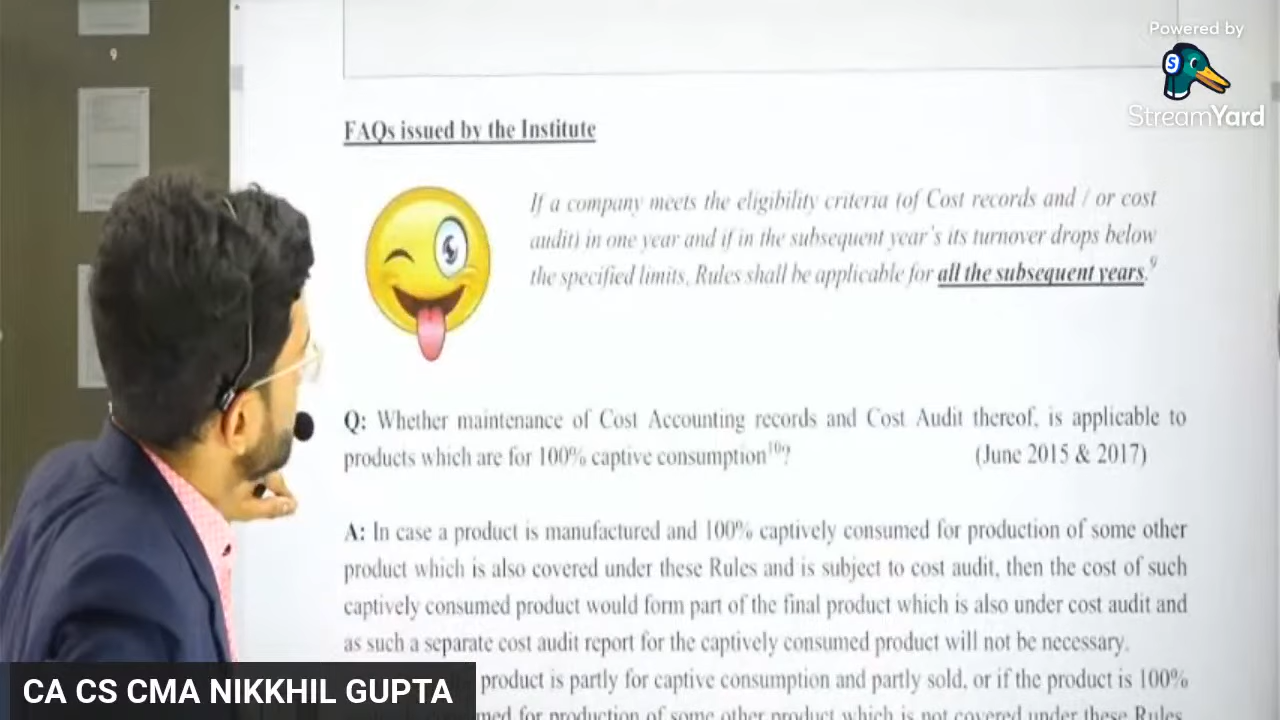 Powered by
StreamYard
9
FAQs issued by the Institute
If a company meets the eligibility criteria (of Cost records and / or cost
audit) in one year and if in the subsequent year's its turnover drops below
the specified limits, Rules shall be applicable for all the subsequent years.9
Q: Whether maintenance of Cost Accounting records and Cost Audit thereof, is applicable to
products which are for 100% captive consumption10?
(June 2015 & 2017)
A: In case a product is manufactured and 100% captively consumed for production of some other
product which is also covered under these Rules and is subject to cost audit, then the cost of such
captively consumed product would form part of the final product which is also under cost audit and
as such a separate cost audit report for the captively consumed product will not be necessary.
product is partly for captive consumption and partly sold, or if the product is 100%
for production of some other product which is not covered under these Rules
CA CS CMA NIKKHIL GUPTA